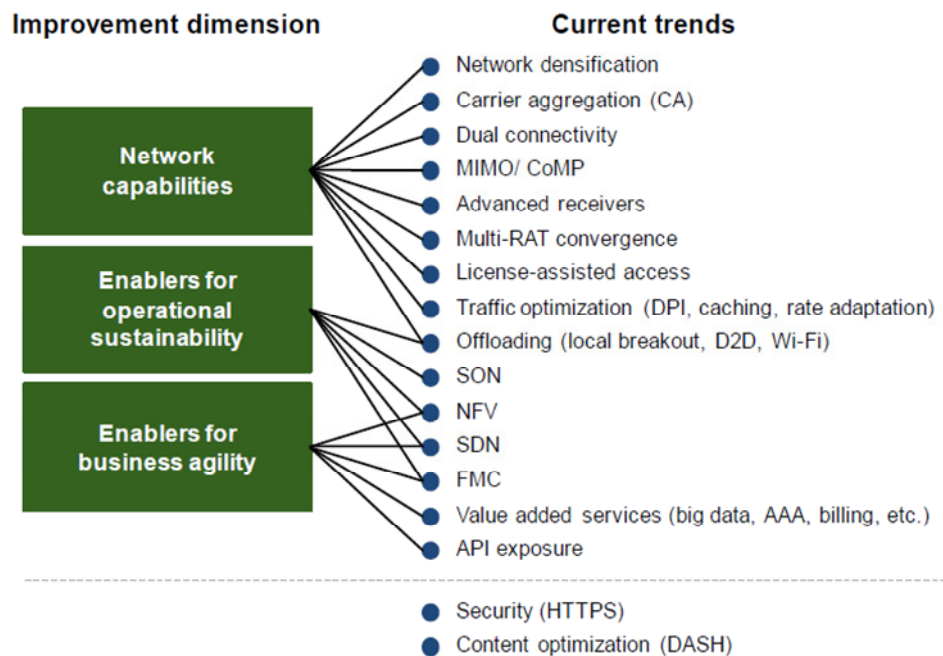 Improvement dimension
Current trends
Network
capabilities
Enablers for
operational
sustainability
Enablers for
business agility
Network densification
Carrier aggregation (CA)
Dual connectivity
MIMO/ CoMP
Advanced receivers
Multi-RAT convergence
License-assisted access
Traffic optimization (DPI, caching, rate adaptation)
Offloading (local breakout, D2D, Wi-Fi)
SON
NFV
SDN
FMC
Value added services (big data, AAA, billing, etc.)
API exposure
Security (HTTPS)
Content optimization (DASH)